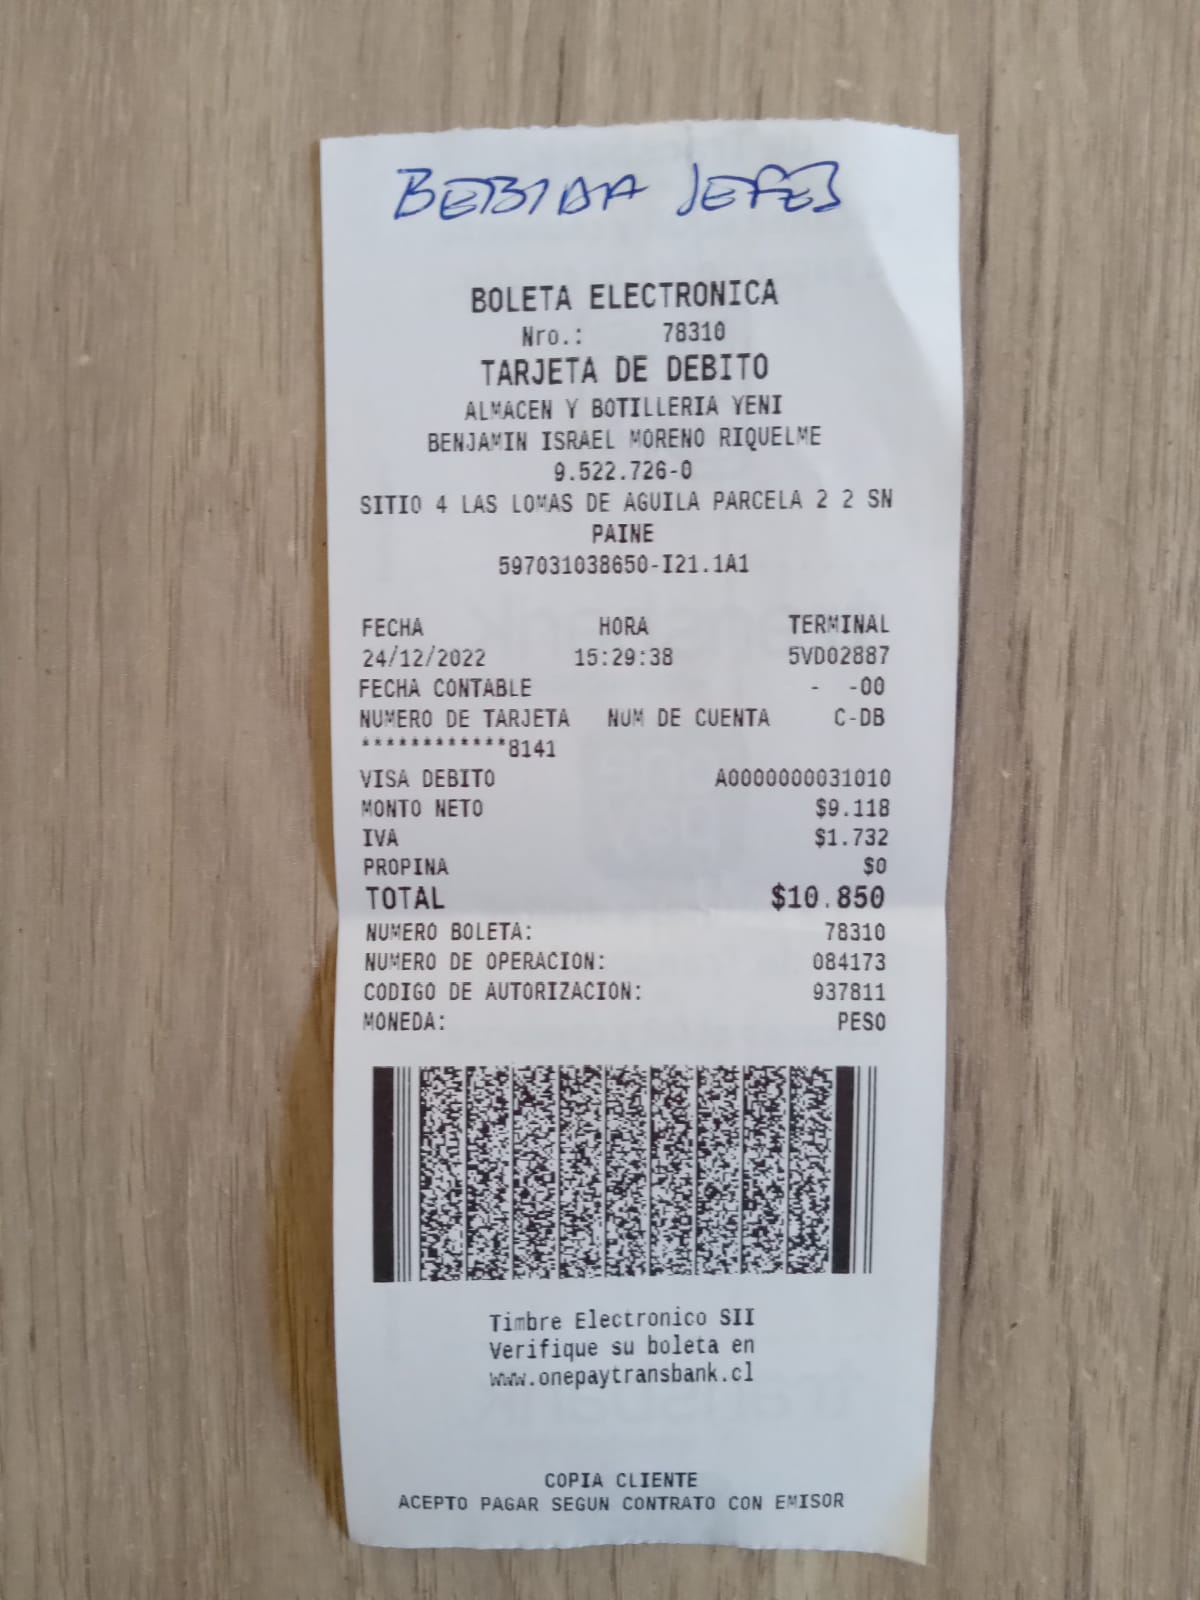 BEBIDA JEFES
BOLETA ELECTRONICA
Nro.: 78310
TARJETA DE DEBITO
ALMACEN Y BOTILLERIA YENI
BENJAMIN ISRAEL MORENO RIQUELME
9.522.726-0
SITIO 4 LAS LOMAS DE AGUILA PARCELA 2 2 SN
PAINE
597031038650-I21.1A1
FECHA HORA TERMINAL
24/12/2022 15:29:38 5VD02887
FECHA CONTABLE - -00
NUMERO DE TARJETA NUM DE CUENTA C-DB
************8141
VISA DEBITO A0000000031010
MONTO NETO $9.118
IVA $1.732
PROPINA $0
TOTAL $10.850
NUMERO BOLETA: 78310
NUMERO DE OPERACION: 084173
CODIGO DE AUTORIZACION: 937811
MONEDA: PESO
Timbre Electronico SII
Verifique su boleta en
www.onepaytransbank.cl
COPIA CLIENTE
ACEPTO PAGAR SEGUN CONTRATO CON EMISOR